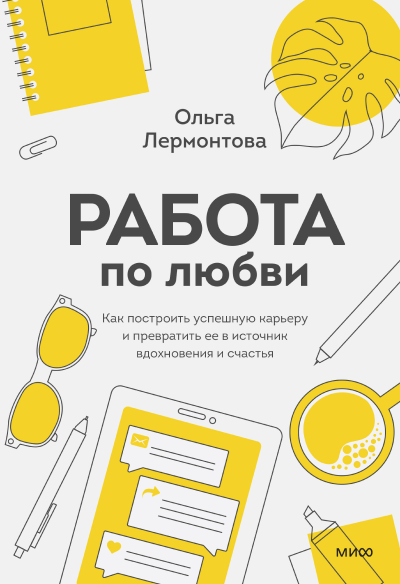 Ольга
Лермонтова
РАБОТА
по любви
Как построить успешную карьеру
и превратить ее в источник
вдохновения и счастья
МИФ